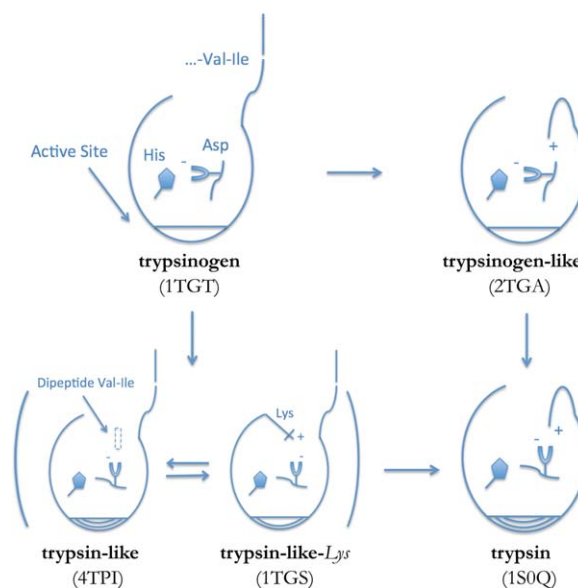 ...-Val-Ile
Active Site
His
-
Asp
-
+
trypsinogen
(1TGT)
trypsinogen-like
(2TGA)
Dipeptide Val-Ile
-
Lys
+
-
-
+
trypsin-like
(4TPI)
trypsin-like-Lys
(1TGS)
trypsin
(1S0Q)